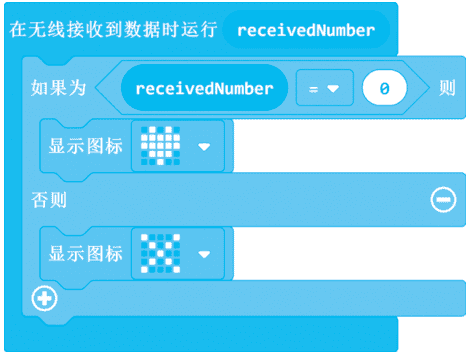 在无线接收到数据时运行 receivedNumber
如果为 receivedNumber = 0 则
显示图标
否则
显示图标